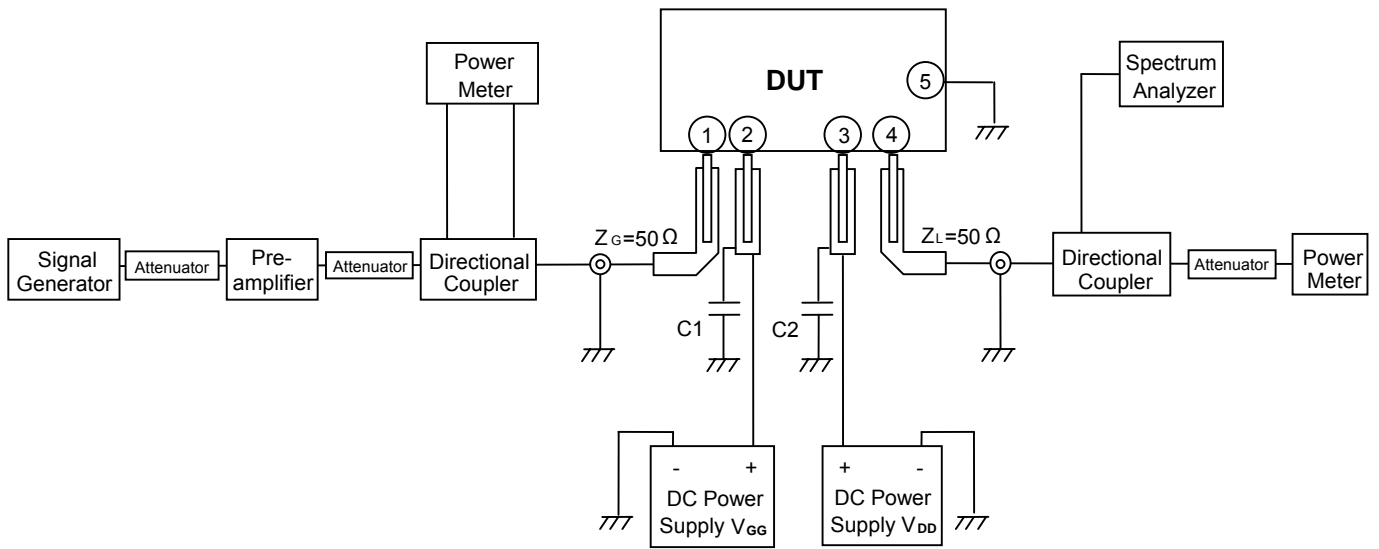 Power
Meter
DUT
5
Spectrum
Analyzer
1
2
3
4
Signal
Generator
Attenuator
Pre-
amplifier
Attenuator
Directional
Coupler
ZG=50 Ω
ZL=50 Ω
Directional
Coupler
Attenuator
Power
Meter
C1
C2
- +
DC Power
Supply VGG
+ -
DC Power
Supply VDD